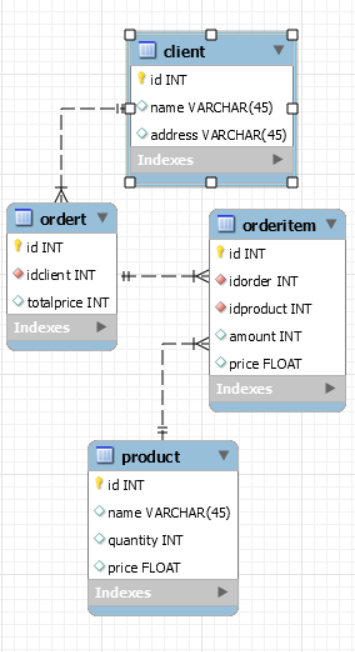 client
id INT
name VARCHAR(45)
address VARCHAR(45)
Indexes
ordert
id INT
idclient INT
totalprice INT
Indexes
orderitem
id INT
idorder INT
idproduct INT
amount INT
price FLOAT
Indexes
product
id INT
name VARCHAR(45)
quantity INT
price FLOAT
Indexes